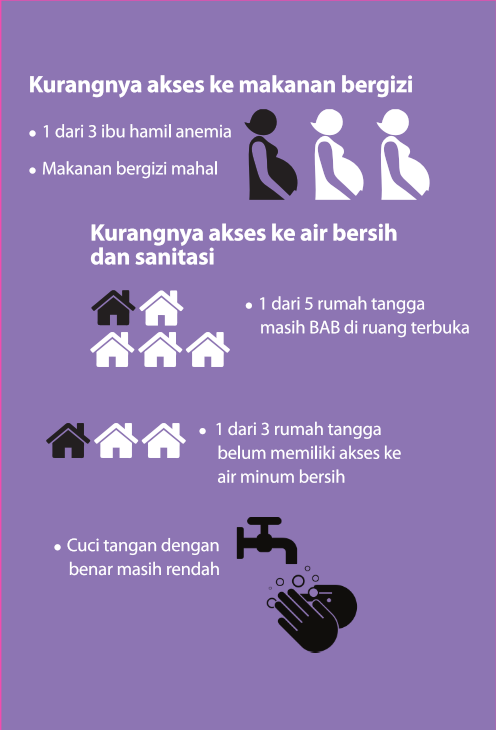 Kurangnya akses ke makanan bergizi
• 1 dari 3 ibu hamil anemia
• Makanan bergizi mahal
Kurangnya akses ke air bersih
dan sanitasi
• 1 dari 5 rumah tangga
masih BAB di ruang terbuka
• 1 dari 3 rumah tangga
belum memiliki akses ke
air minum bersih
• Cuci tangan dengan
benar masih rendah